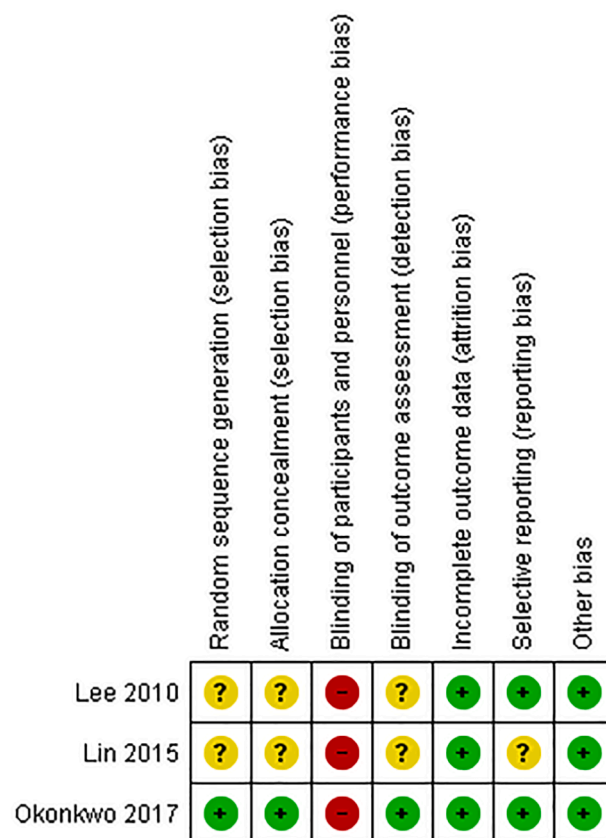 Random sequence generation (selection bias)
Allocation concealment (selection bias)
Blinding of participants and personnel (performance bias)
Blinding of outcome assessment (detection bias)
Incomplete outcome data (attrition bias)
Selective reporting (reporting bias)
Other bias
Lee 2010 ? ? - ? + + +
Lin 2015 ? ? - ? + ? +
Okonkwo 2017 + + - + + + +